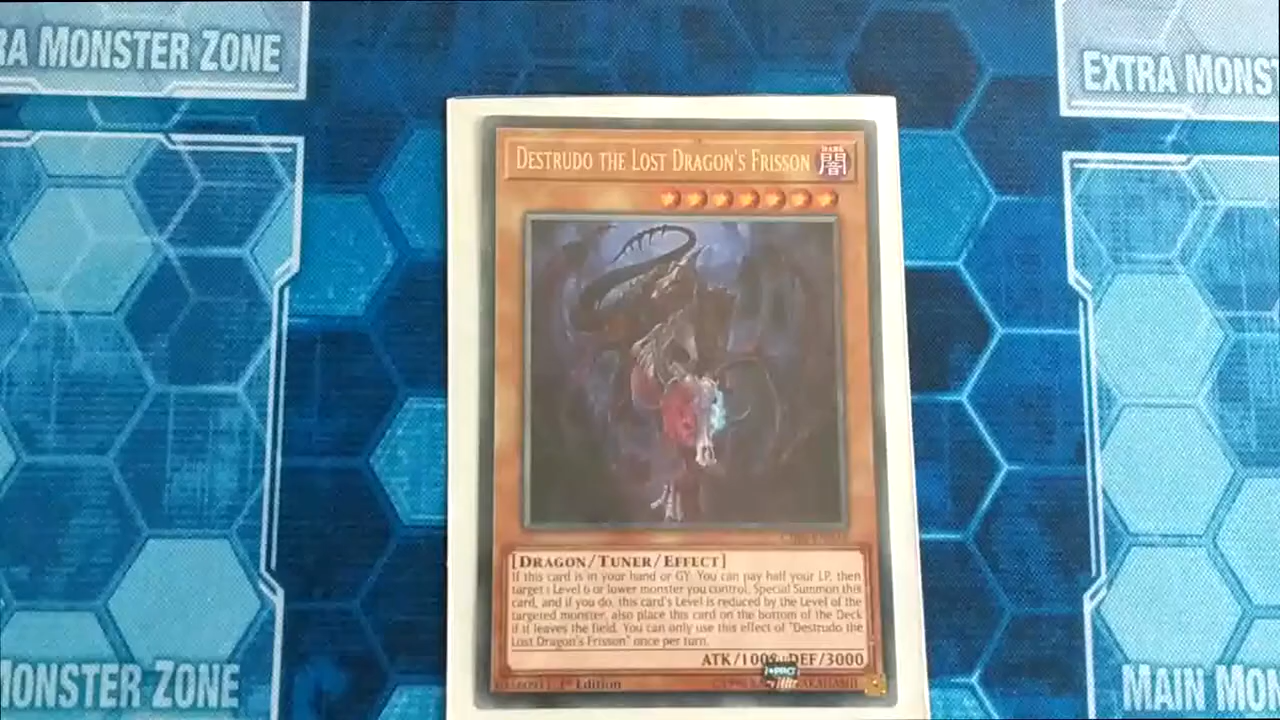 RA MONSTER ZONE
EXTRA MONST
DESTRUDO THE LOST DRAGON'S FRISSON
DARK
闇
[DRAGON/TUNER/EFFECT]
If this card is in your hand or GY: You can pay half your LP, then
target 1 Level 6 or lower monster you control; Special Summon this
card, and if you do, this card's Level is reduced by the Level of the
targeted monster, also place this card on the bottom of the Deck
if it leaves the field. You can only use this effect of "Destrudo the
Lost Dragon's Frisson" once per turn.
ATK/1000 DEF/3000
1st Edition
ONSTER ZONE
MAIN MON